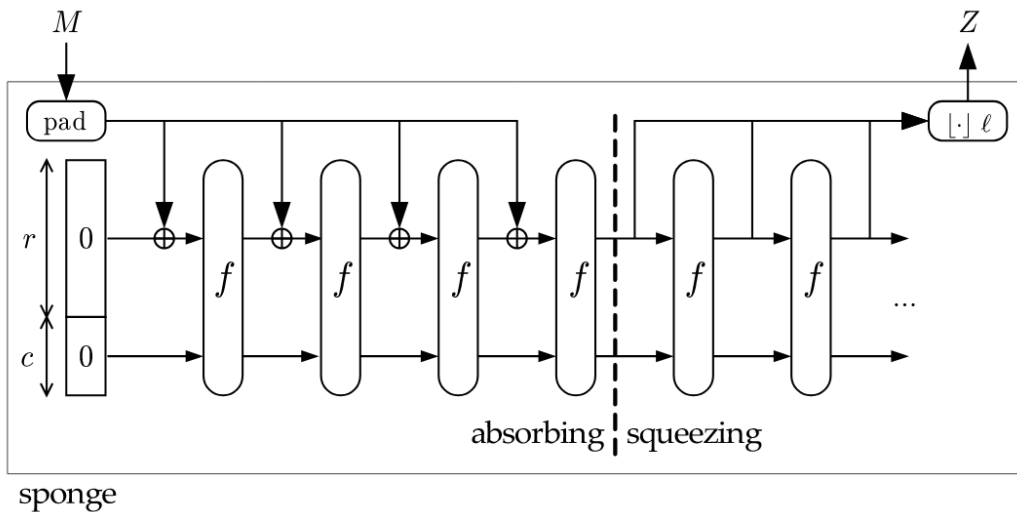 M Z
pad ⌊·⌋ ℓ
r 0
f f f f f f
...
c 0
absorbing squeezing
sponge